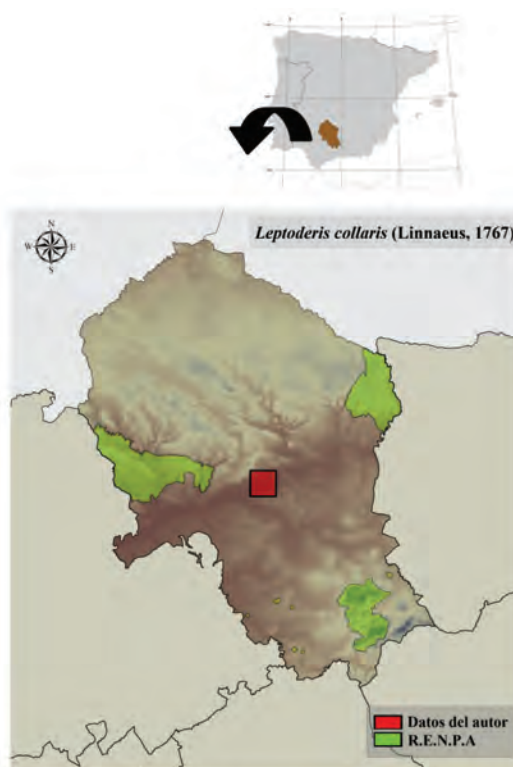 N
W E
S
Leptoderis collaris (Linnaeus, 1767)
Datos del autor
R.E.N.P.A